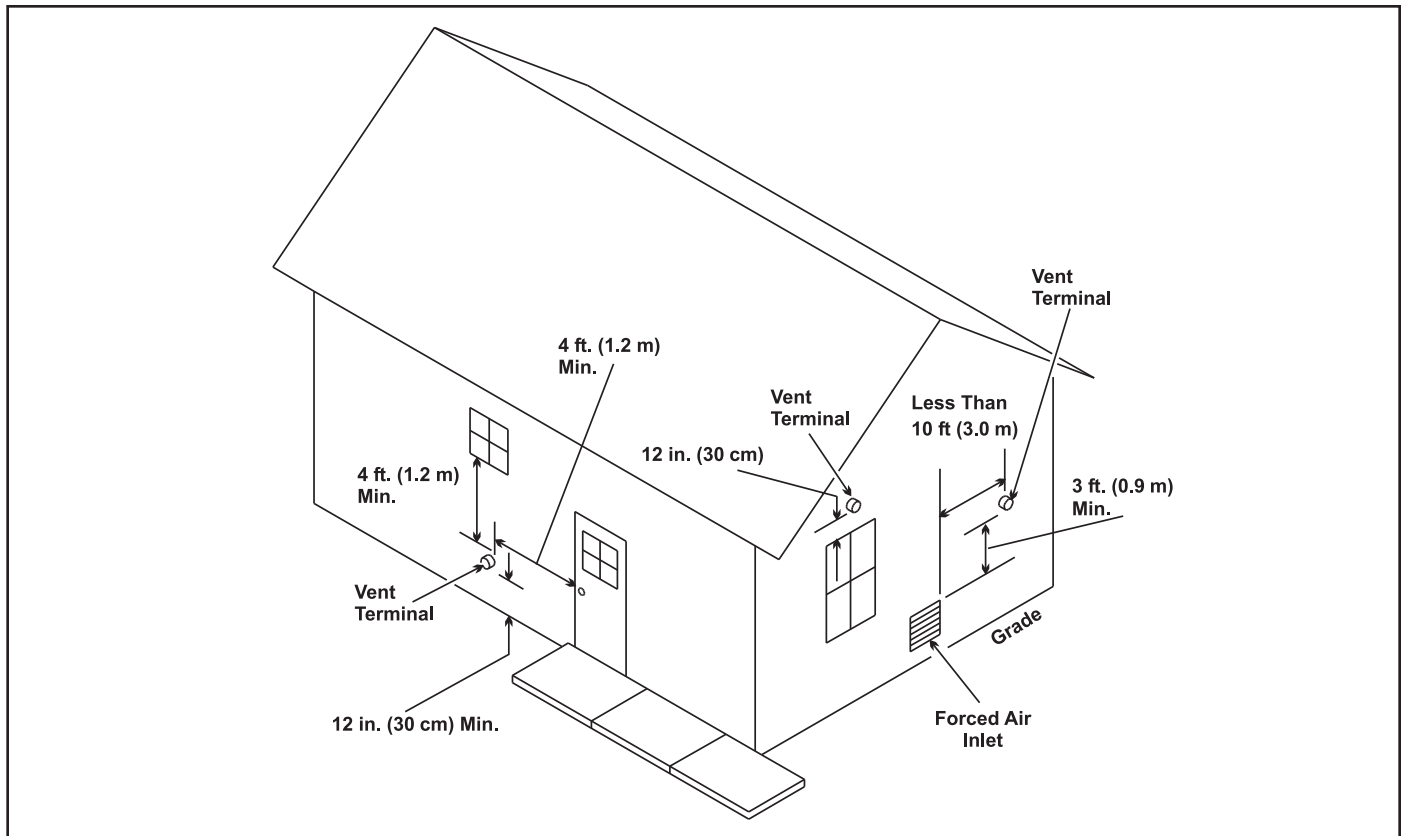 Vent
Terminal
4 ft. (1.2 m)
Min.
Vent
Terminal
Less Than
10 ft (3.0 m)
12 in. (30 cm)
4 ft. (1.2 m)
Min.
3 ft. (0.9 m)
Min.
Vent
Terminal
Grade
12 in. (30 cm) Min.
Forced Air
Inlet